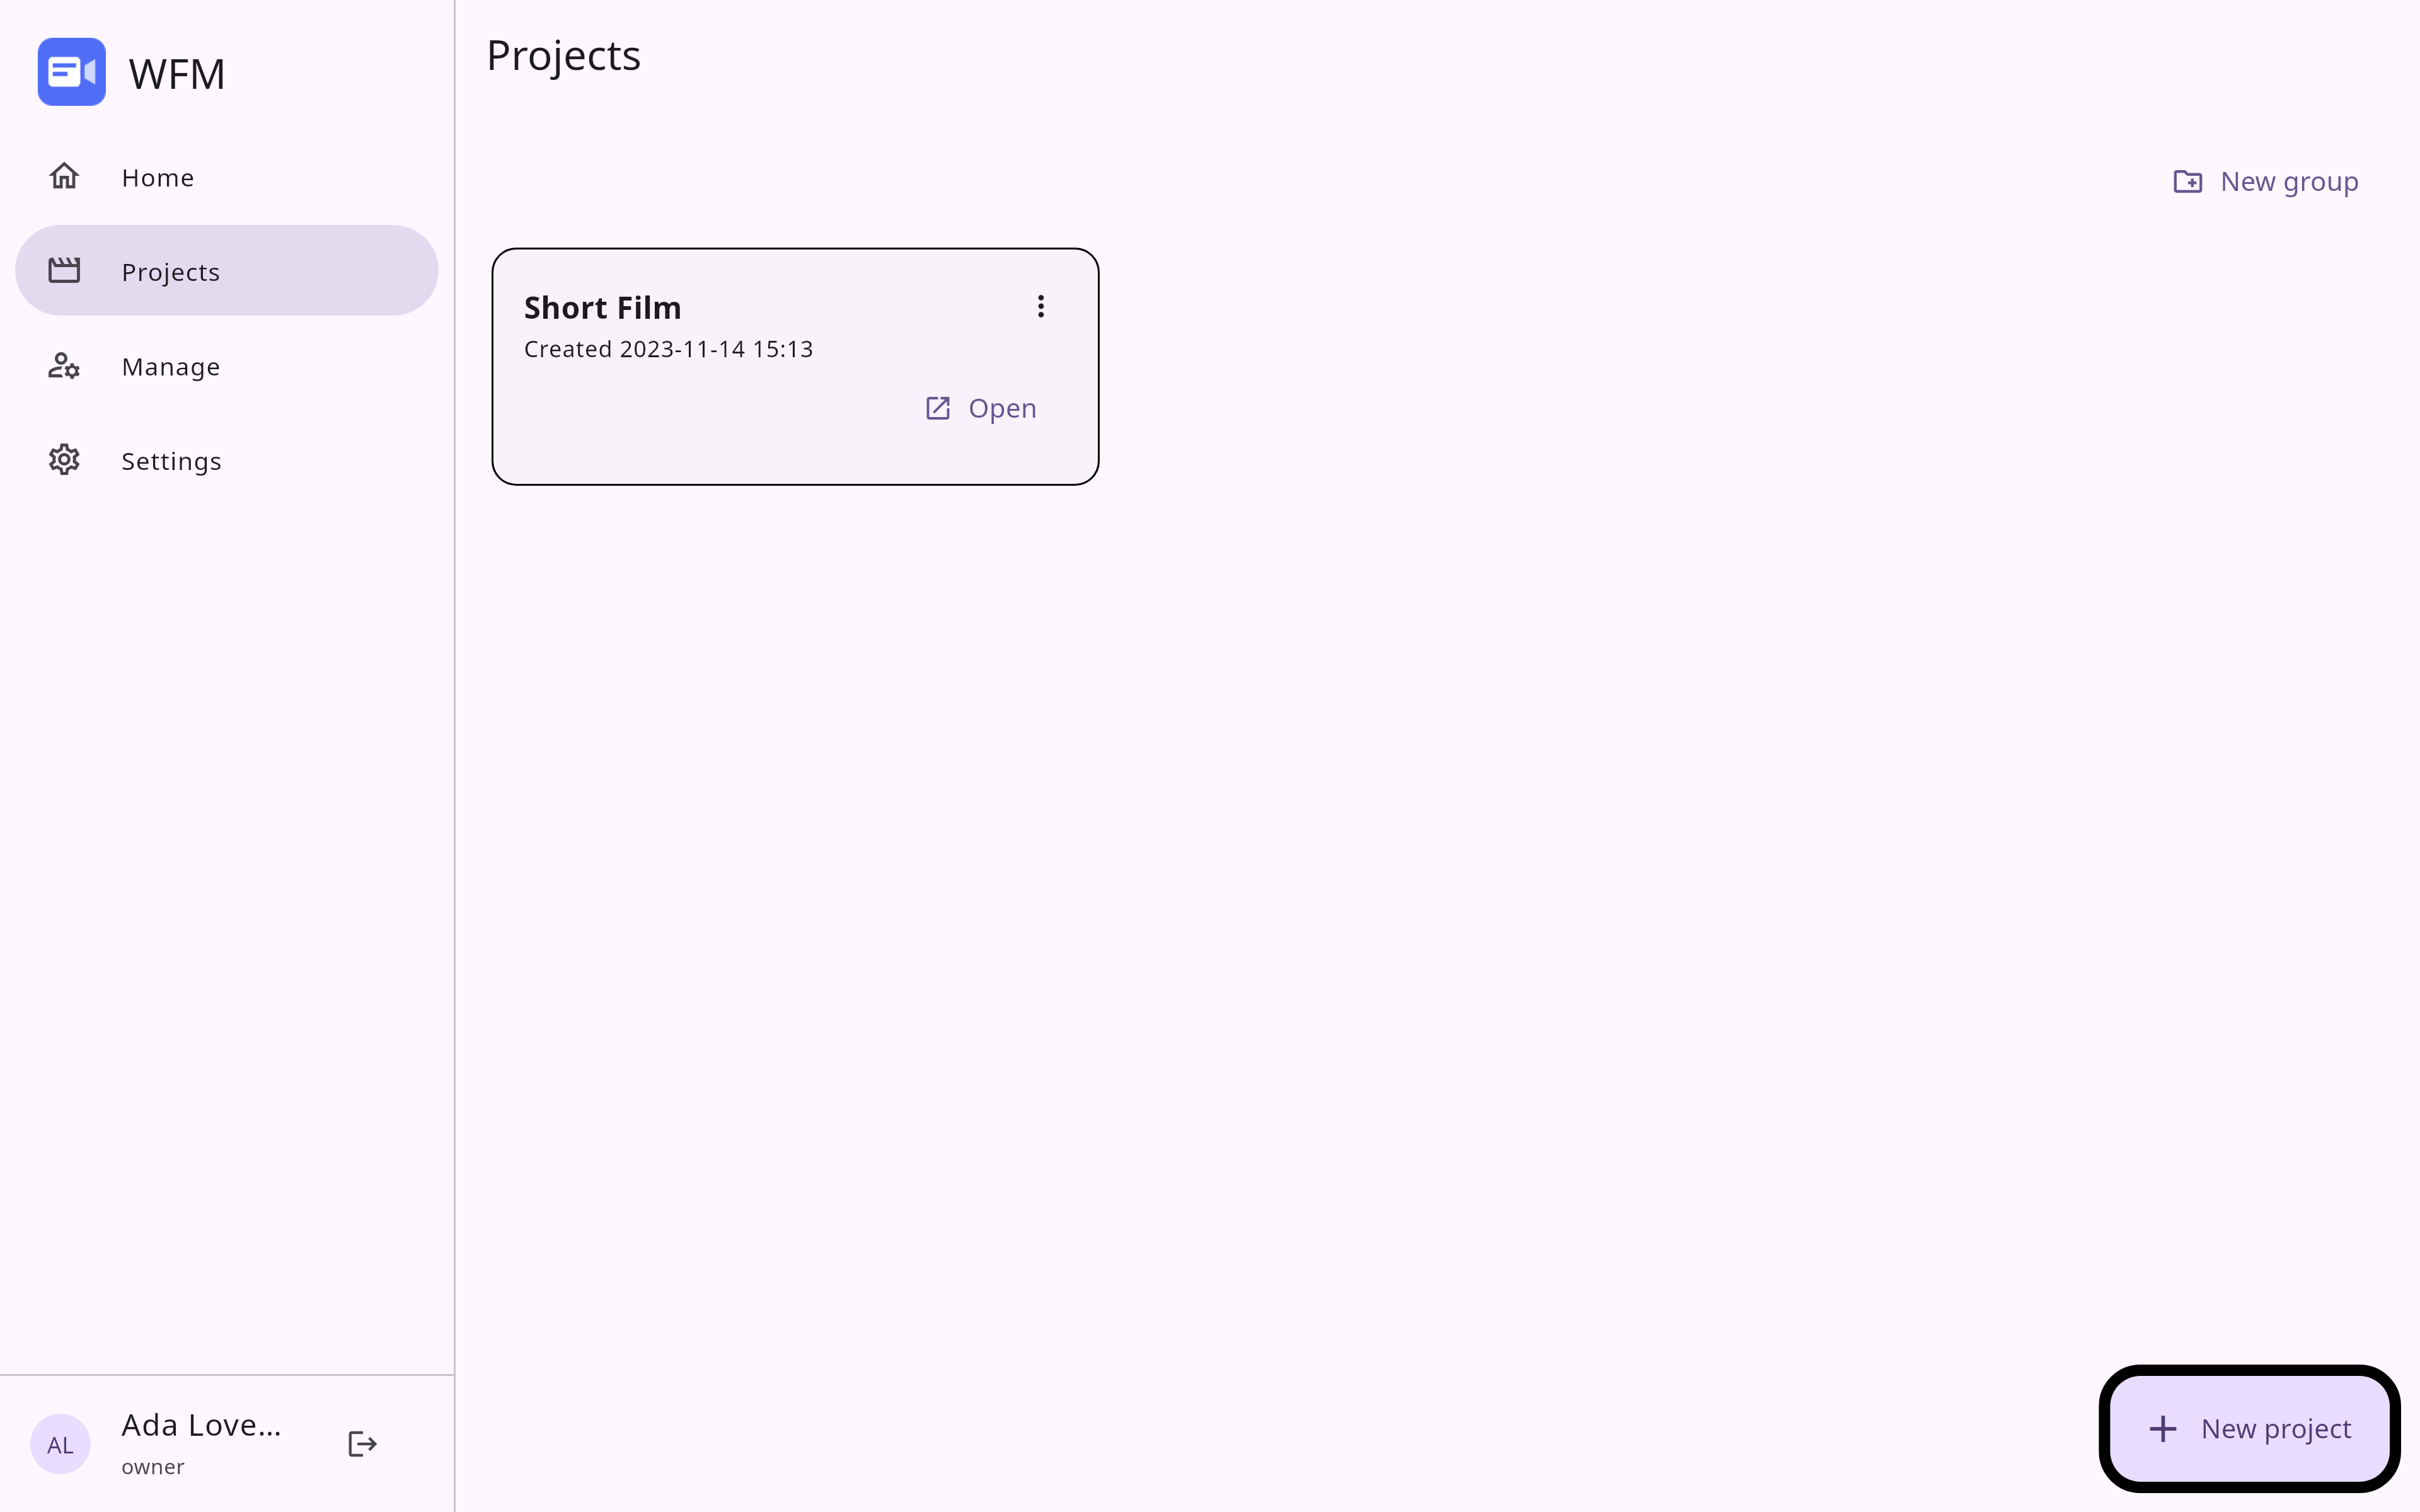 WFM
Home
Projects
Manage
Settings
Projects
New group
Short Film
Created 2023-11-14 15:13
Open
New project
AL
Ada Love...
owner